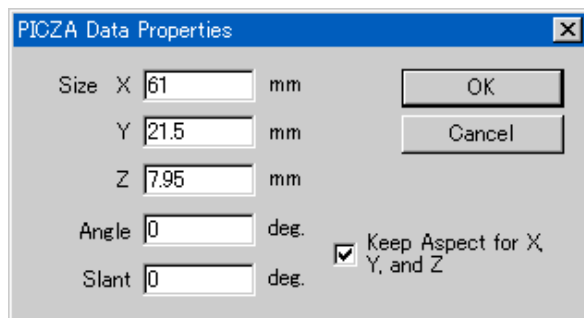 PICZA Data Properties
Size X 61 mm
OK
Y 21.5 mm
Cancel
Z 7.95 mm
Angle 0 deg.
Keep Aspect for X,
Y, and Z
Slant 0 deg.